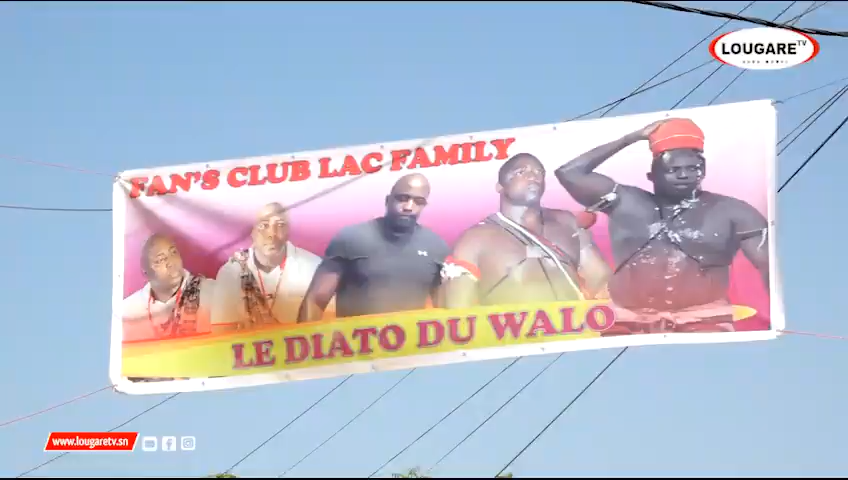 LOUGARE TV
FAN'S CLUB LAC FAMILY
LE DIATO DU WALO
www.lougaretv.sn